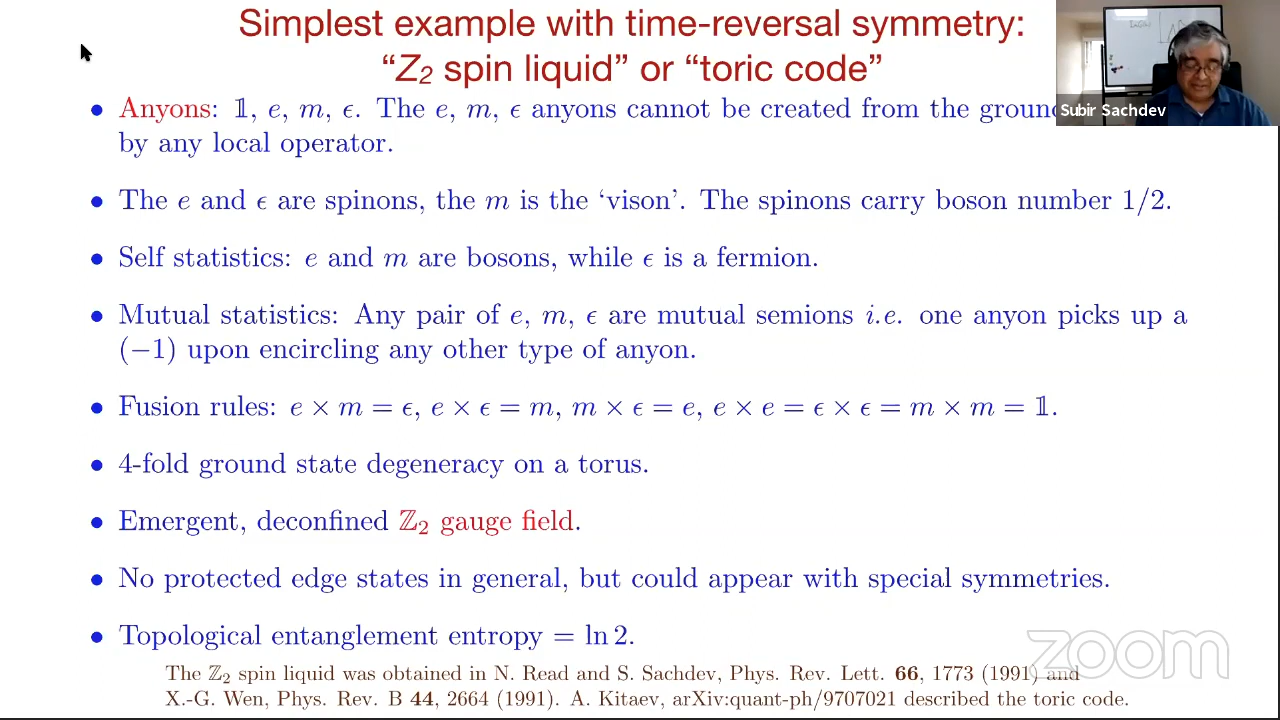 Simplest example with time-reversal symmetry:
“Z₂ spin liquid” or “toric code”
• Anyons: 𝟙, e, m, ϵ. The e, m, ϵ anyons cannot be created from the
by any local operator.
• The e and ϵ are spinons, the m is the ‘vison’. The spinons carry boson number 1/2.
• Self statistics: e and m are bosons, while ϵ is a fermion.
• Mutual statistics: Any pair of e, m, ϵ are mutual semions i.e. one anyon picks up a
(−1) upon encircling any other type of anyon.
• Fusion rules: e × m = ϵ, e × ϵ = m, m × ϵ = e, e × e = ϵ × ϵ = m × m = 𝟙.
• 4-fold ground state degeneracy on a torus.
• Emergent, deconfined ℤ₂ gauge field.
• No protected edge states in general, but could appear with special symmetries.
• Topological entanglement entropy = ln 2.
The ℤ₂ spin liquid was obtained in N. Read and S. Sachdev, Phys. Rev. Lett. 66, 1773 (1991) and
X.-G. Wen, Phys. Rev. B 44, 2664 (1991). A. Kitaev, arXiv:quant-ph/9707021 described the toric code.
Subir Sachdev
zoom